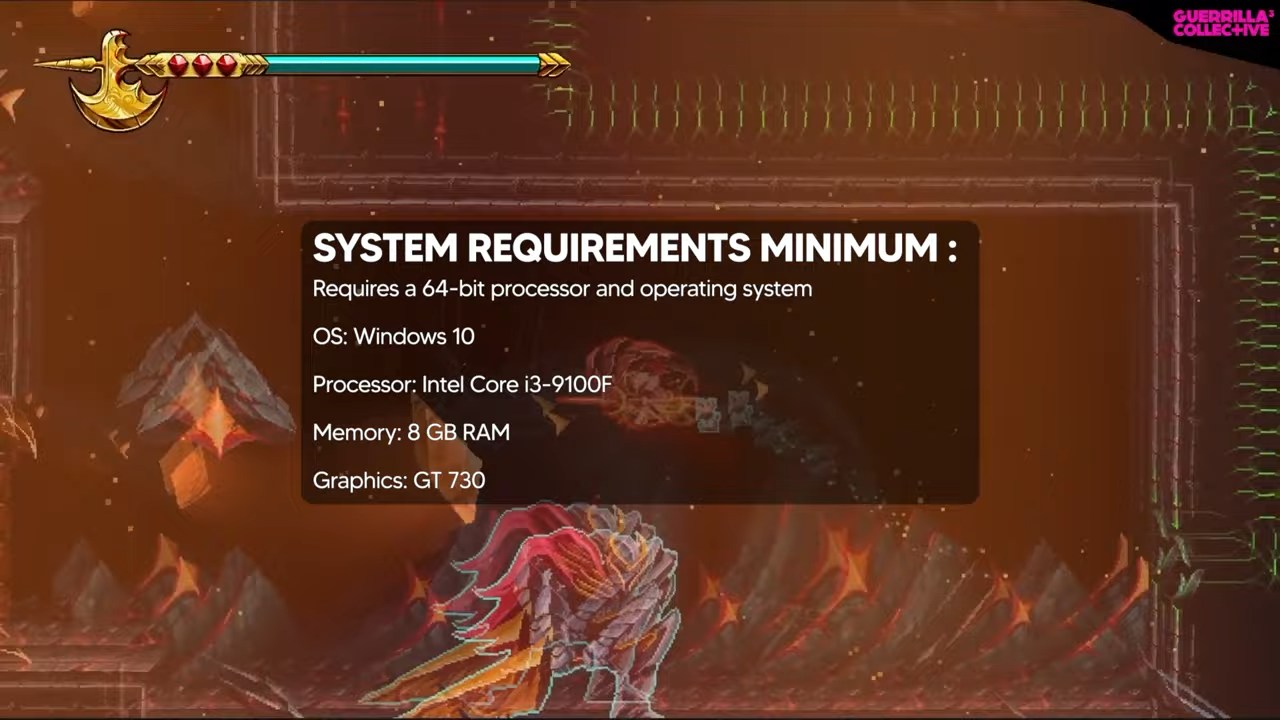 GUERRILLA³
COLLECTIVE
SYSTEM REQUIREMENTS MINIMUM :
Requires a 64-bit processor and operating system
OS: Windows 10
Processor: Intel Core i3-9100F
Memory: 8 GB RAM
Graphics: GT 730